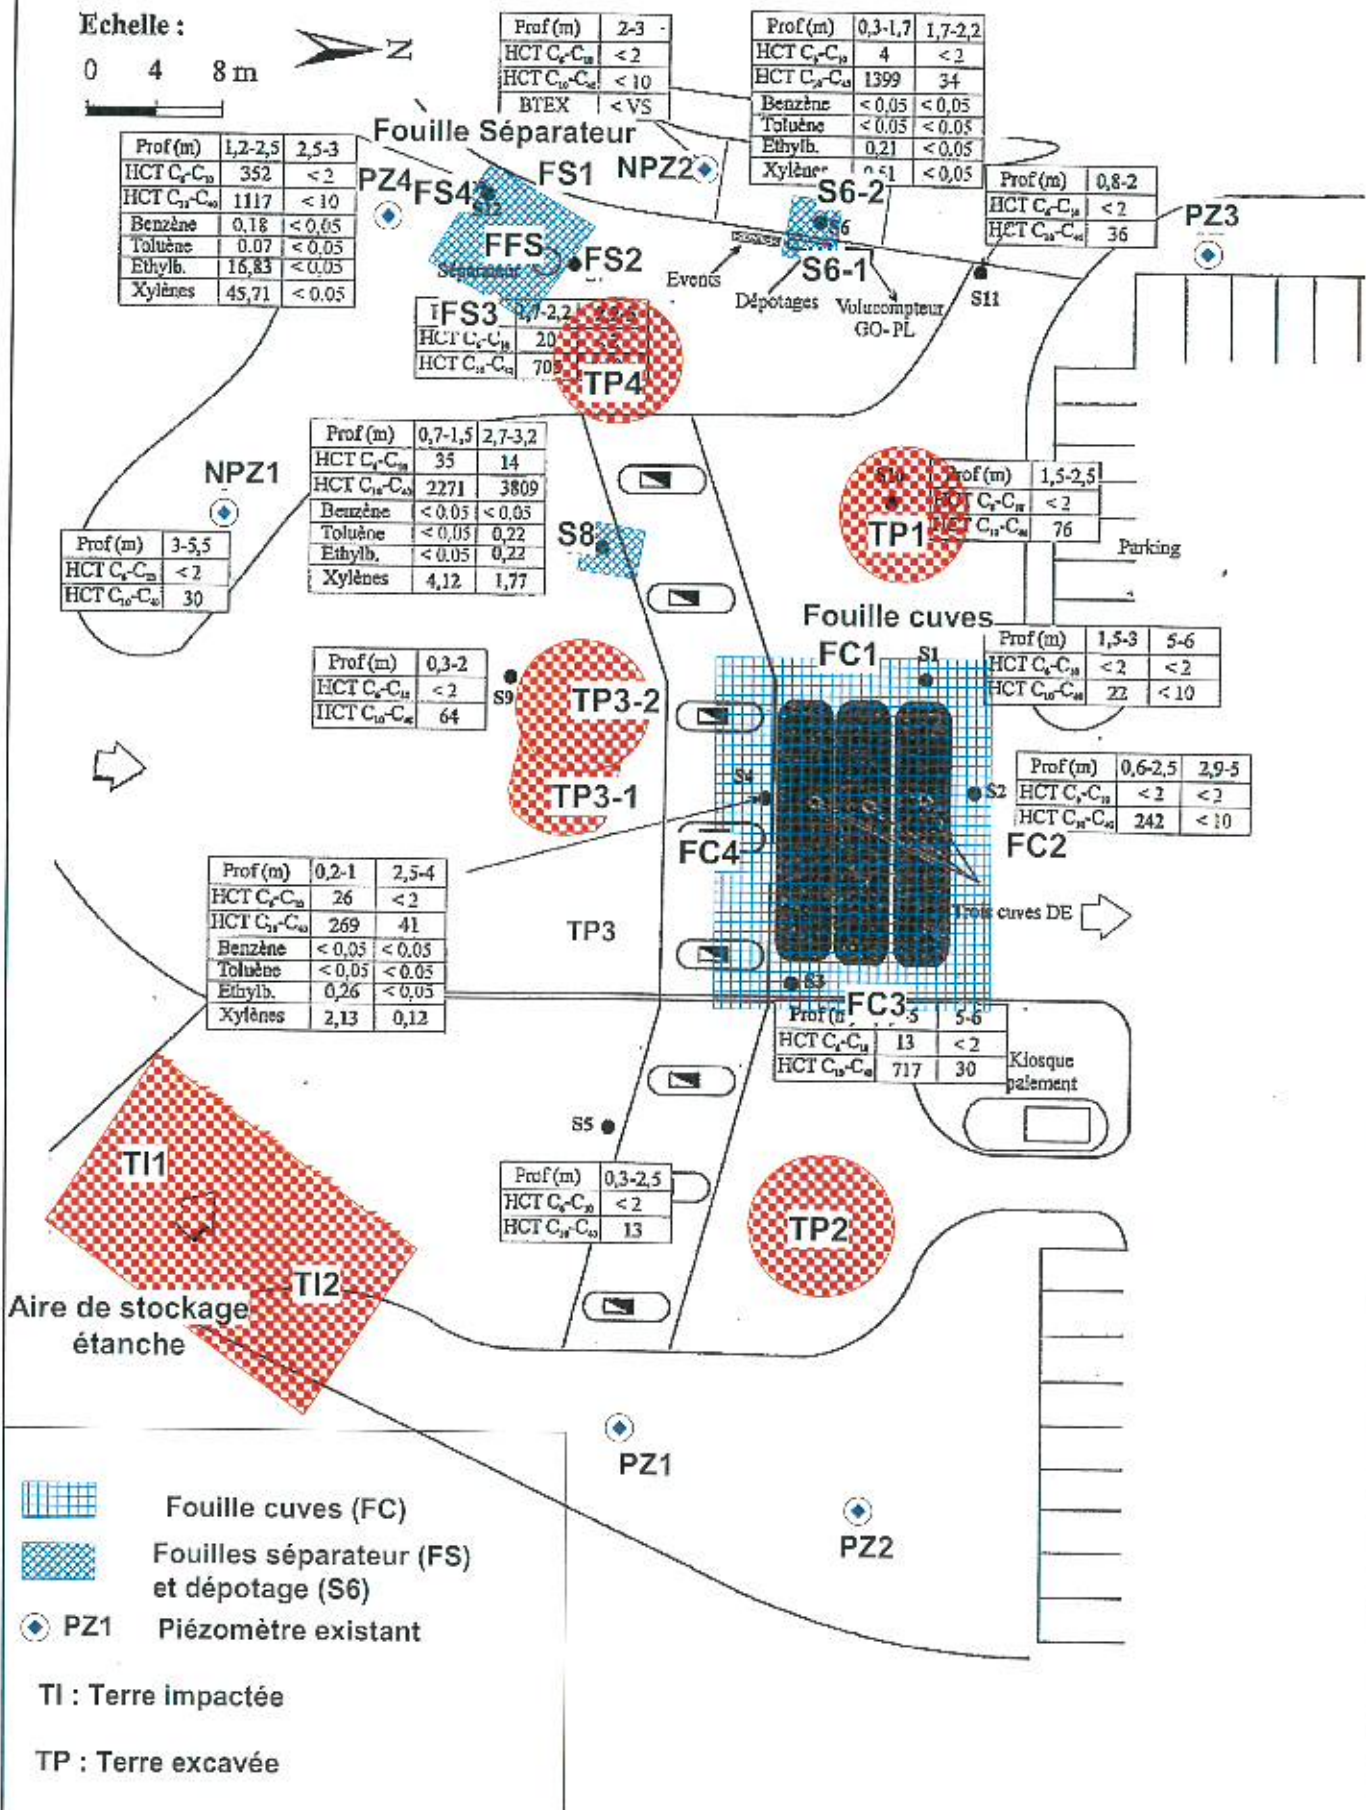 Echelle :
0 4 8 m
N
Prof (m) 2-3
HCT C6-C10 < 2
HCT C10-C40 < 10
BTEX < VS
Prof (m) 0,3-1,7 1,7-2,2
HCT C6-C10 4 < 2
HCT C10-C40 1399 34
Benzène < 0,05 < 0,05
Toluène < 0.05 < 0.05
Ethylb. 0,21 < 0.05
Xylènes < 0,05
Fouille Séparateur
Prof (m) 1,2-2,5 2,5-3
HCT C6-C10 352 < 2
HCT C10-C40 1117 < 10
Benzène 0,18 < 0,05
Toluène 0.07 < 0,05
Ethylb. 16,83 < 0,05
Xylènes 45,71 < 0.05
PZ4
FS4
FS1
NPZ2
S6-2
S6
S6-1
Prof (m) 0,8-2
HCT C6-C10 < 2
HCT C10-C40 36
PZ3
FFS
Séparateur
FS2
Events
Dépotages
Volucompteur
GO-PL
S11
FS3
HCT C6-C10 20
HCT C10-C40
TP4
Prof (m) 0,7-1,5 2,7-3,2
HCT C6-C10 35 14
HCT C10-C40 2271 3809
Benzène < 0.05 < 0,05
Toluène < 0,05 0,22
Ethylb. < 0.05 0,22
Xylènes 4,12 1,77
NPZ1
S8
S10
TP1
Prof (m) 1,5-2,5
HCT C6-C10 < 2
HCT C10-C40 76
Parking
Prof (m) 3-5,5
HCT C6-C10 < 2
HCT C10-C40 30
Fouille cuves
FC1
S1
Prof (m) 1,5-3 5-6
HCT C6-C10 < 2 < 2
HCT C10-C40 22 < 10
Prof (m) 0,3-2
HCT C6-C10 < 2
HCT C10-C40 64
S9
TP3-2
TP3-1
S4
S2
Prof (m) 0,6-2,5 2,9-5
HCT C6-C10 < 2 < 2
HCT C10-C40 242 < 10
FC4
FC2
Prof (m) 0,2-1 2,5-4
HCT C6-C10 26 < 2
HCT C10-C40 269 41
Benzène < 0,05 < 0.05
Toluène < 0,05 < 0.05
Ethylb. 0,26 < 0,05
Xylènes 2,13 0,12
TP3
Trois cuves DE
S3
FC3
5-6
HCT C6-C10 13 < 2
HCT C10-C40 717 30
Kiosque
paiement
S5
Prof (m) 0,3-2,5
HCT C6-C10 < 2
HCT C10-C40 13
TI1
TI2
TP2
Aire de stockage
étanche
PZ1
PZ2
Fouille cuves (FC)
Fouilles séparateur (FS)
et dépotage (S6)
PZ1 Piézomètre existant
TI : Terre impactée
TP : Terre excavée